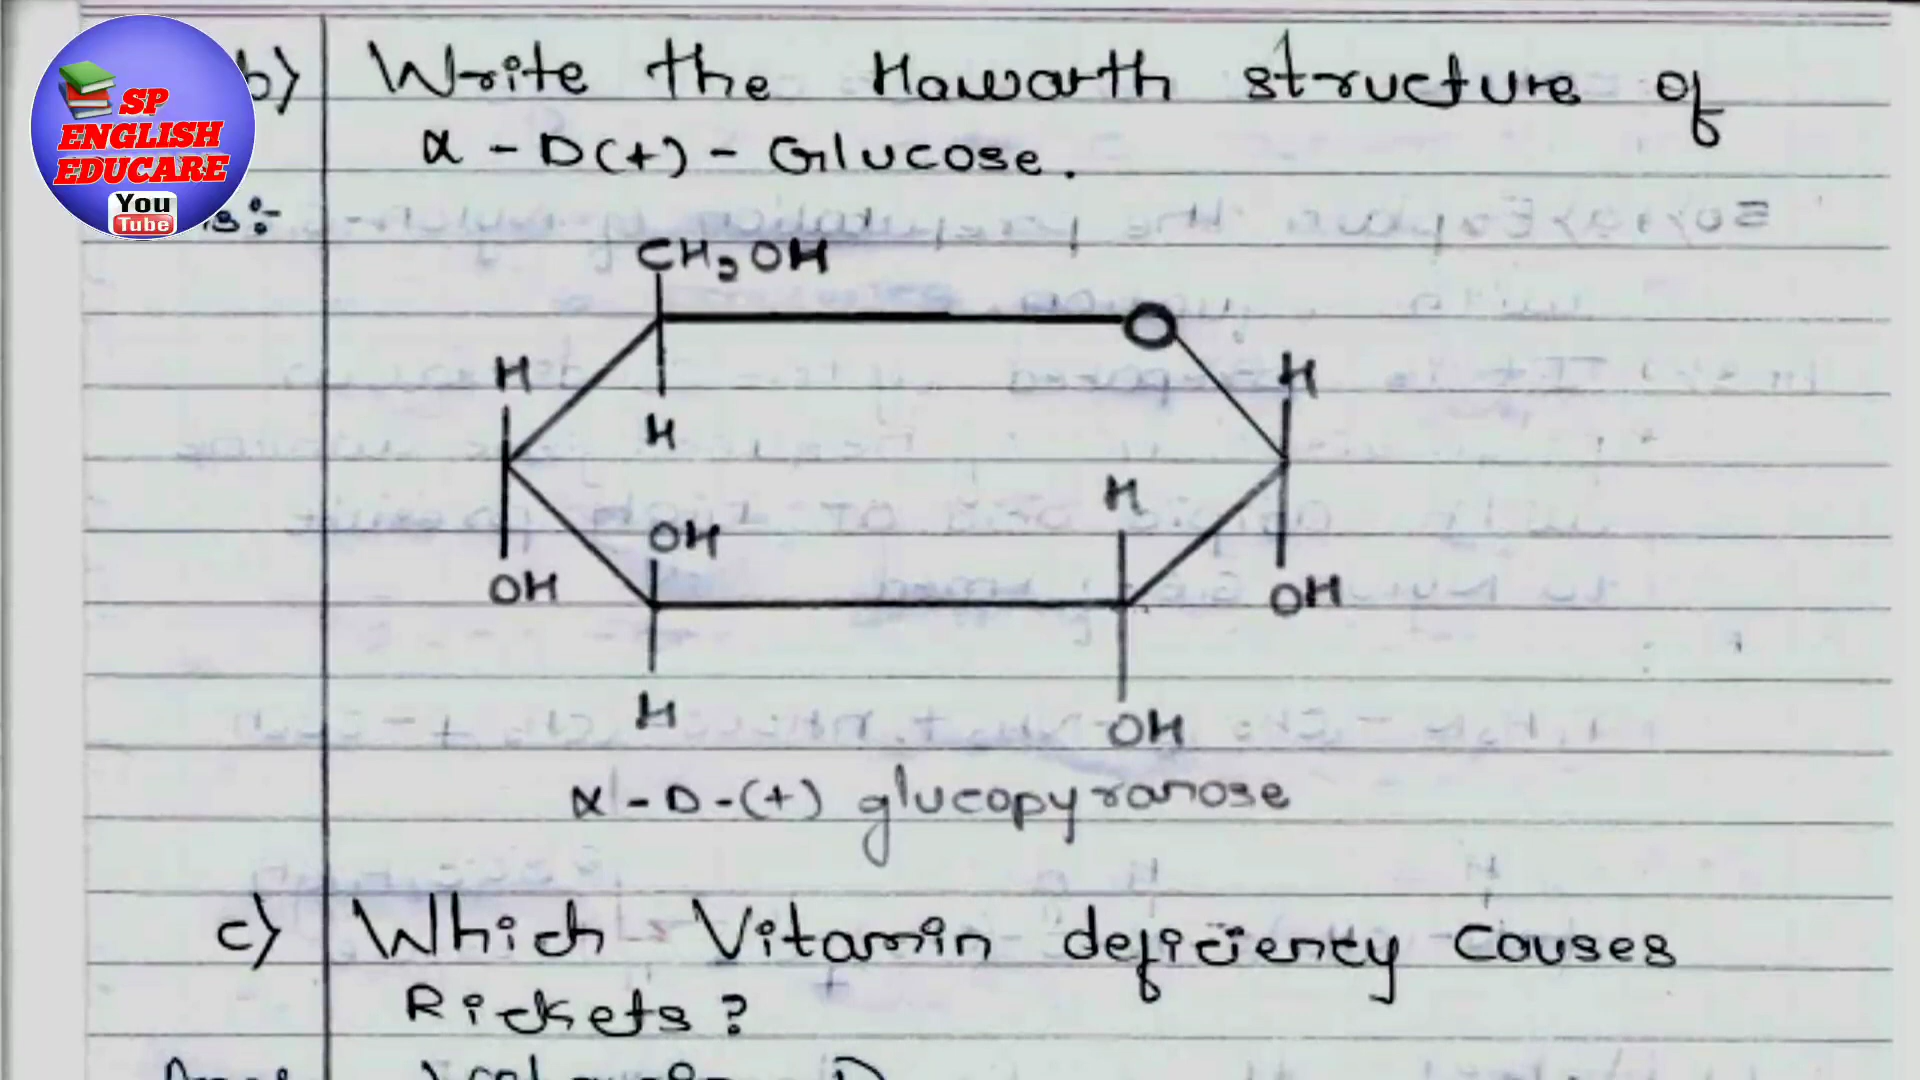 SP
ENGLISH
EDUCARE
You
Tube
b) Write the Hawarth structure of
α - D(+) - Glucose.
s:-
CH₂OH
O
H
H
H
H
OH
OH
OH
H
OH
α - D - (+) glucopyranose
c) Which Vitamin deficiency causes
Rickets?